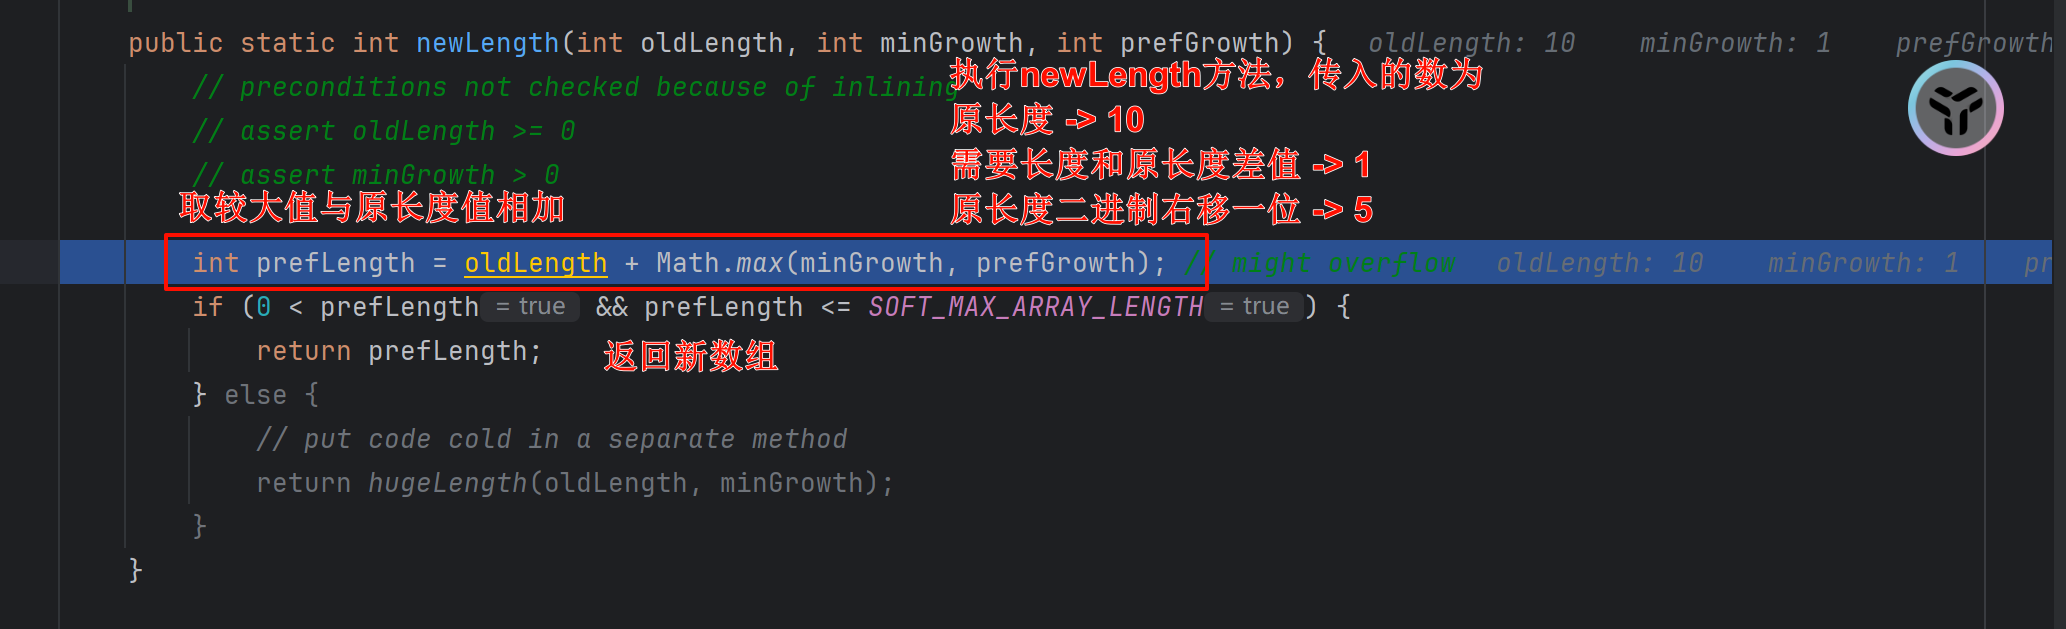 public static int newLength(int oldLength, int minGrowth, int prefGrowth) { oldLength: 10 minGrowth: 1 prefGrowth
// preconditions not checked because of inlining
执行newLength方法，传入的数为
// assert oldLength >= 0
原长度 -> 10
// assert minGrowth > 0
需要长度和原长度差值 -> 1
取较大值与原长度值相加
原长度二进制右移一位 -> 5
int prefLength = oldLength + Math.max(minGrowth, prefGrowth); // might overflow oldLength: 10 minGrowth: 1 pr
if (0 < prefLength = true && prefLength <= SOFT_MAX_ARRAY_LENGTH = true ) {
return prefLength;
返回新数组
} else {
// put code cold in a separate method
return hugeLength(oldLength, minGrowth);
}
}